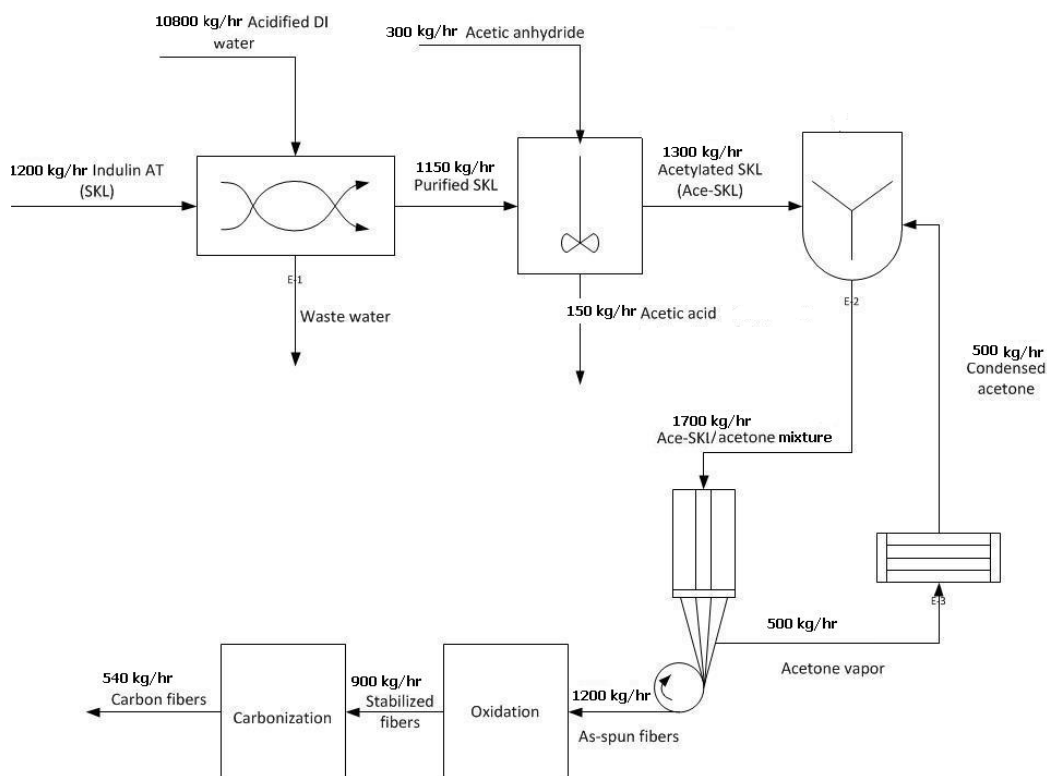 10800 kg/hr Acidified DI
water
300 kg/hr Acetic anhydride
1200 kg/hr Indulin AT
(SKL)
1150 kg/hr
Purified SKL
1300 kg/hr
Acetylated SKL
(Ace-SKL)
E-1
Waste water
150 kg/hr Acetic acid
E-2
500 kg/hr
Condensed
acetone
1700 kg/hr
Ace-SKL/acetone mixture
E-3
500 kg/hr
Acetone vapor
540 kg/hr
Carbon fibers
Carbonization
900 kg/hr
Stabilized
fibers
Oxidation
1200 kg/hr
As-spun fibers